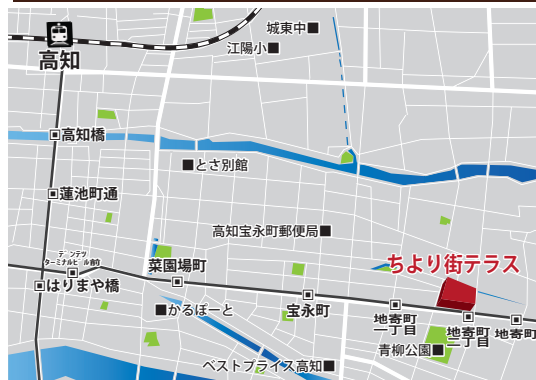 城東中■
江陽小■
高知
高知橋
■とさ別館
蓮池町通
高知宝永町郵便局■
デンテツ
ターミナルビル前
菜園場町
ちより街テラス
はりまや橋
■かるぽーと
宝永町
地寄町
一丁目
地寄町
二丁目
地寄町
青柳公園■
ベストプライス高知■